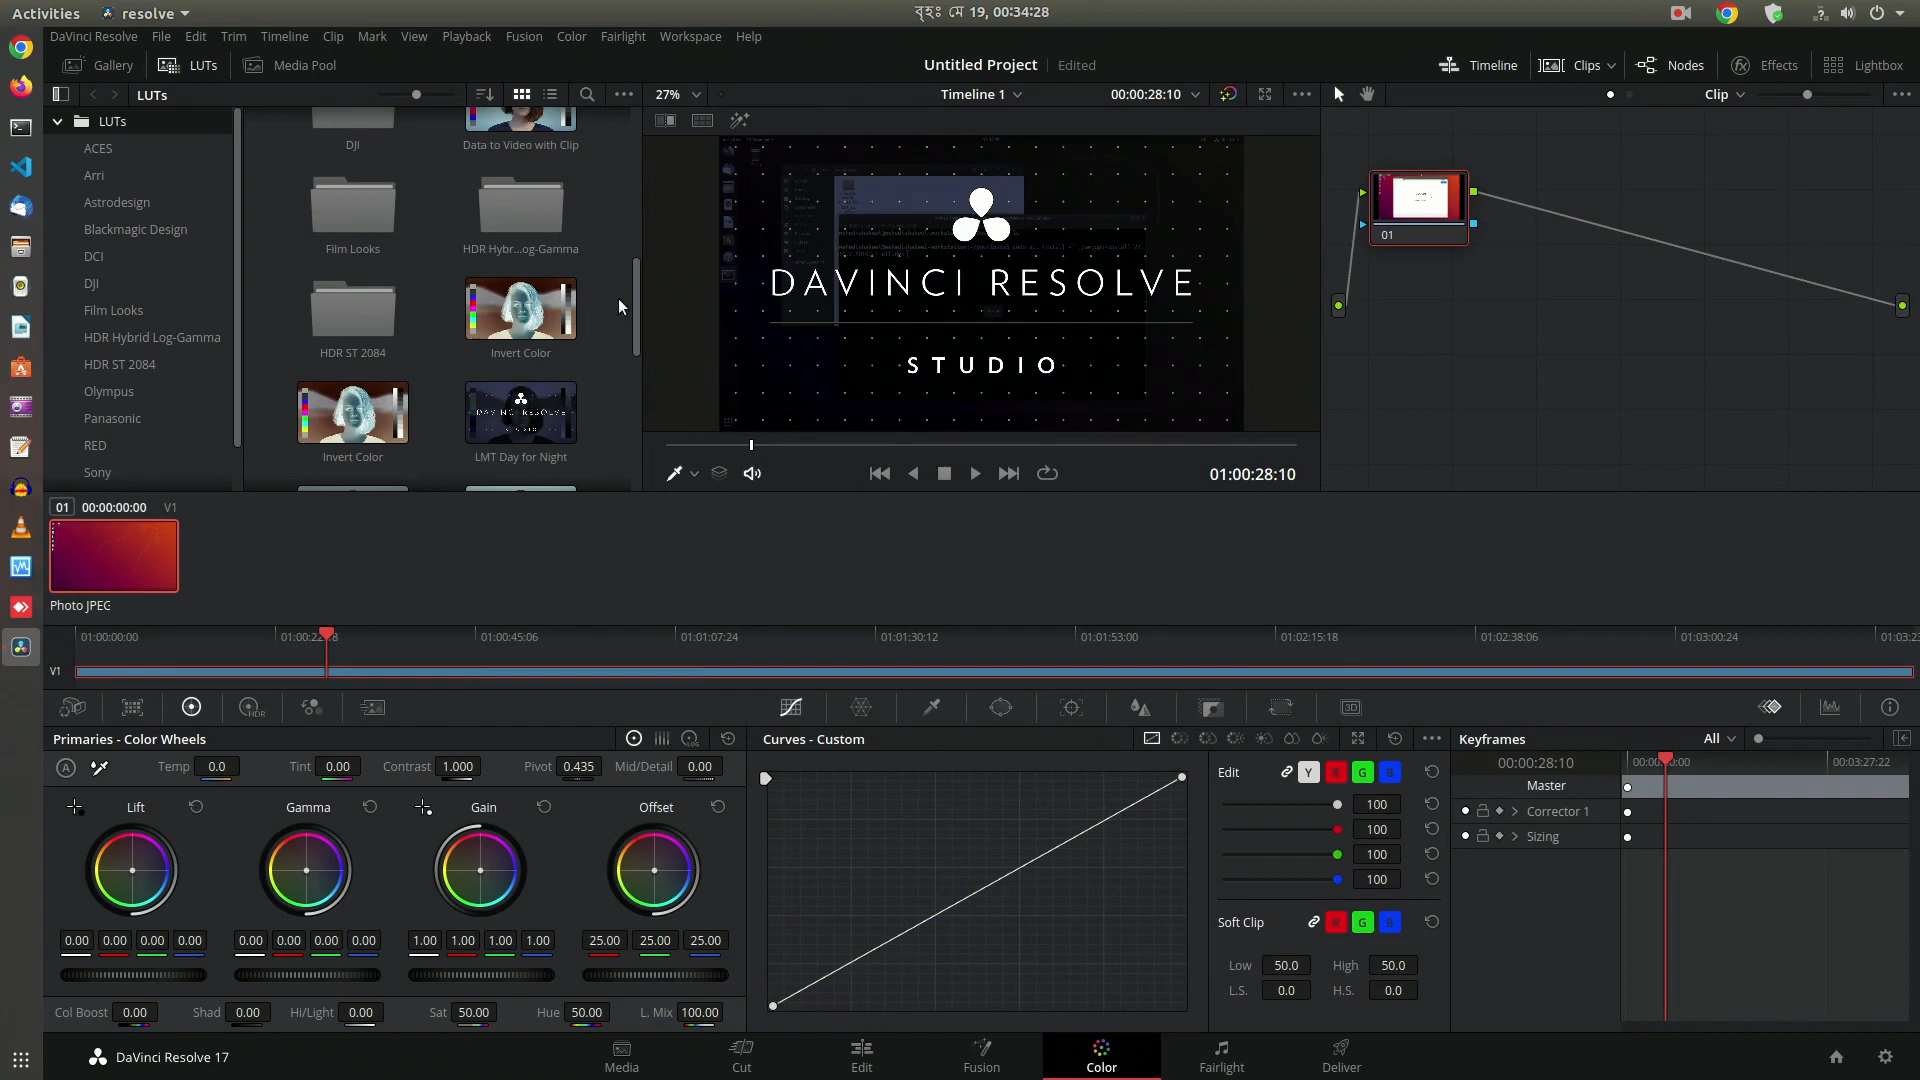 Activities
resolve
বৃহঃ মে 19, 00:34:28
DaVinci Resolve File Edit Trim Timeline Clip Mark View Playback Fusion Color Fairlight Workspace Help
Gallery LUTs Media Pool
Untitled Project Edited
Timeline Clips Nodes Effects Lightbox
LUTs
27% Timeline 1 00:00:28:10
Clip
LUTs
ACES
Arri
Astrodesign
Blackmagic Design
DCI
DJI
Film Looks
HDR Hybrid Log-Gamma
HDR ST 2084
Olympus
Panasonic
RED
Sony
DJI Data to Video with Clip
Film Looks HDR Hybr...og-Gamma
HDR ST 2084 Invert Color
Invert Color LMT Day for Night
DAVINCI RESOLVE
STUDIO
01:00:28:10
01
01 00:00:00:00 V1
Photo JPEG
01:00:00:00 01:00:22:18 01:00:45:06 01:01:07:24 01:01:30:12 01:01:53:00 01:02:15:18 01:02:38:06 01:03:00:24
V1
HDR
3D
Primaries - Color Wheels
LOG
A Temp 0.0 Tint 0.00 Contrast 1.000 Pivot 0.435 Mid/Detail 0.00
Lift Gamma Gain Offset
0.00 0.00 0.00 0.00 0.00 0.00 0.00 0.00 1.00 1.00 1.00 1.00 25.00 25.00 25.00
Col Boost 0.00 Shad 0.00 Hi/Light 0.00 Sat 50.00 Hue 50.00 L. Mix 100.00
Curves - Custom
Edit Y R G B
100
100
100
100
Soft Clip R G B
Low 50.0 High 50.0
L.S. 0.0 H.S. 0.0
Keyframes All
00:00:28:10 00:03:27:22
Master
Corrector 1
Sizing
DaVinci Resolve 17
Media Cut Edit Fusion Color Fairlight Deliver